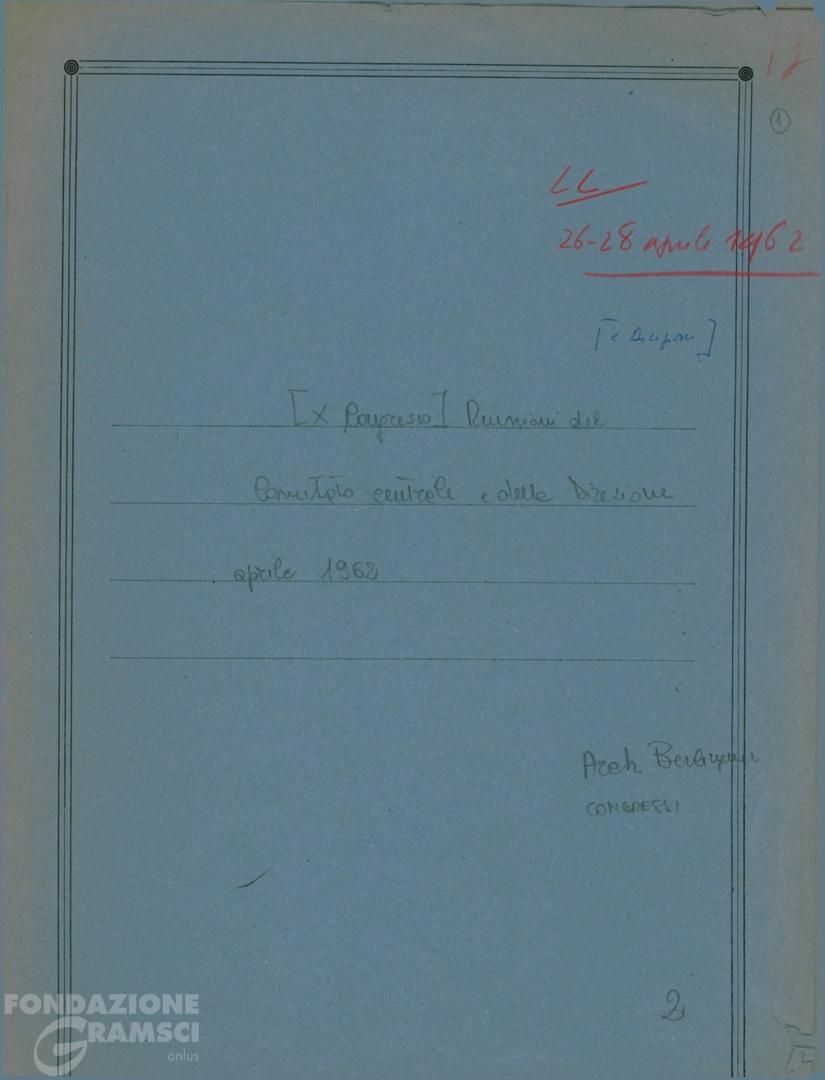 12
1
26-28 aprile 1962
[X Congresso] Riunioni del
Comitato centrale e della Direzione
aprile 1962
Arch Berlinguer
CONGRESSI
2
FONDAZIONE
GRAMSCI
onlus